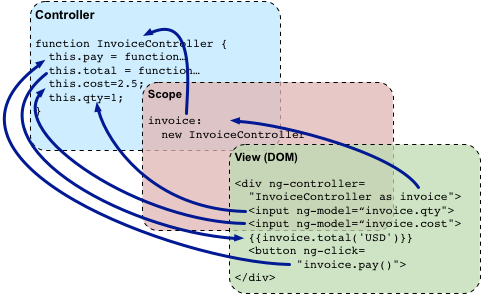 Controller
function InvoiceController {
this.pay = function…
this.total = function…
this.cost=2.5;
this.qty=1;
}
Scope
invoice:
new InvoiceController
View (DOM)
<div ng-controller=
"InvoiceController as invoice">
<input ng-model=“invoice.qty">
<input ng-model=“invoice.cost">
{{invoice.total('USD')}}
<button ng-click=
"invoice.pay()">
</div>